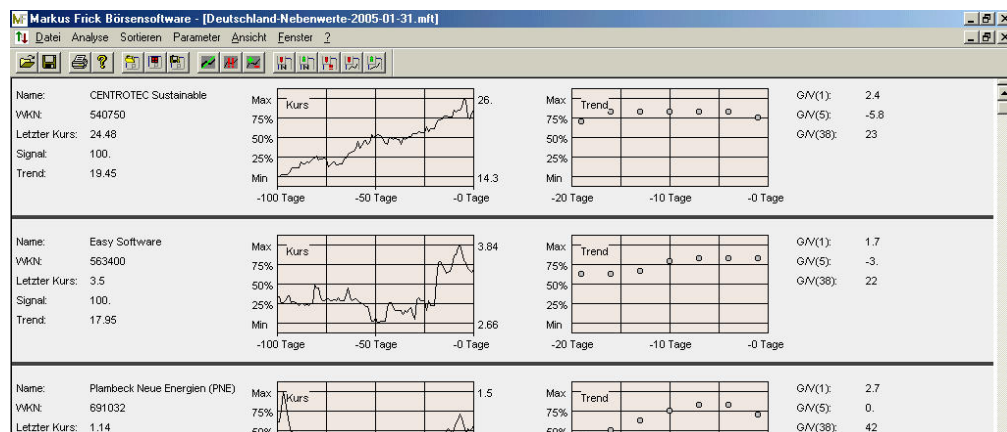 Markus Frick Börsensoftware - [Deutschland-Nebenwerte-2005-01-31.mft]
Datei Analyse Sortieren Parameter Ansicht Fenster ?
Name: CENTROTEC Sustainable
WKN: 540750
Letzter Kurs: 24.48
Signal: 100.
Trend: 19.45
Max
75%
50%
25%
Min
Kurs
26.
14.3
-100 Tage -50 Tage -0 Tage
Max
75%
50%
25%
Min
Trend
-20 Tage -10 Tage -0 Tage
G/V(1): 2.4
G/V(5): -5.8
G/V(38): 23
Name: Easy Software
WKN: 563400
Letzter Kurs: 3.5
Signal: 100.
Trend: 17.95
Max
75%
50%
25%
Min
Kurs
3.84
2.66
-100 Tage -50 Tage -0 Tage
Max
75%
50%
25%
Min
Trend
-20 Tage -10 Tage -0 Tage
G/V(1): 1.7
G/V(5): -3.
G/V(38): 22
Name: Plambeck Neue Energien (PNE)
WKN: 691032
Letzter Kurs: 1.14
Max
75%
50%
Kurs
1.5
Max
75%
50%
Trend
G/V(1): 2.7
G/V(5): 0.
G/V(38): 42